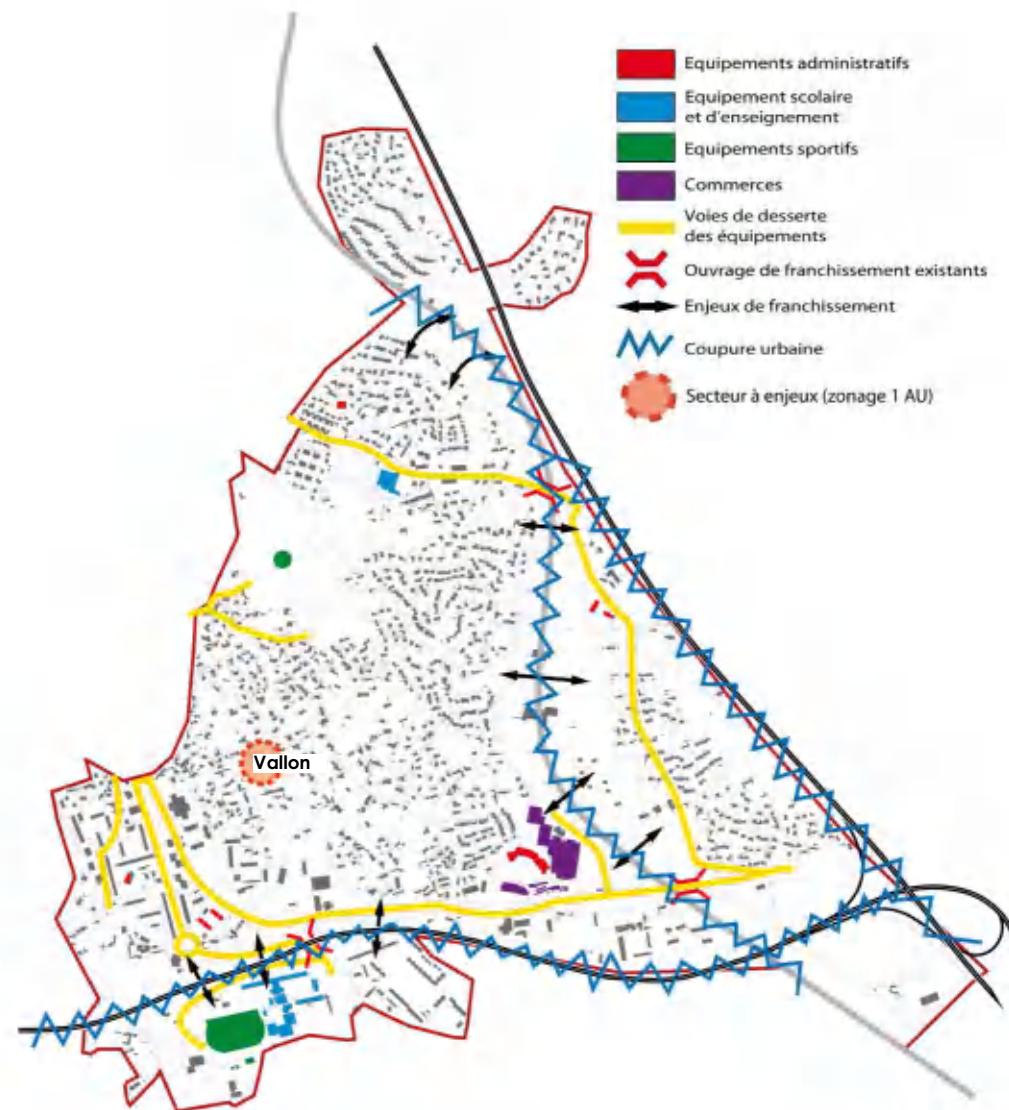 Equipements administratifs
Equipement scolaire
et d'enseignement
Equipements sportifs
Commerces
Voies de desserte
des équipements
Ouvrage de franchissement existants
Enjeux de franchissement
Coupure urbaine
Secteur à enjeux (zonage 1 AU)
Vallon